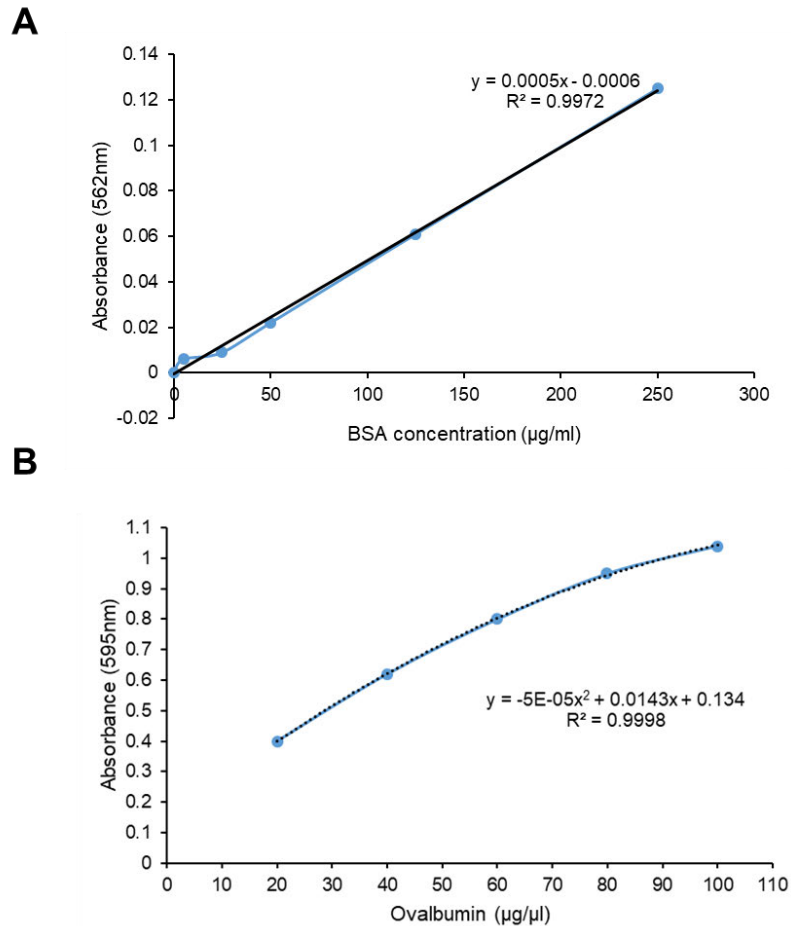 A
0.14
0.12
0.1
0.08
0.06
0.04
0.02
0
-0.02
Absorbance (562nm)
y = 0.0005x - 0.0006
R² = 0.9972
0 50 100 150 200 250 300
BSA concentration (µg/ml)
B
1.1
1
0.9
0.8
0.7
0.6
0.5
0.4
0.3
0.2
0.1
0
Absorbance (595nm)
y = -5E-05x² + 0.0143x + 0.134
R² = 0.9998
0 10 20 30 40 50 60 70 80 90 100 110
Ovalbumin (µg/µl)